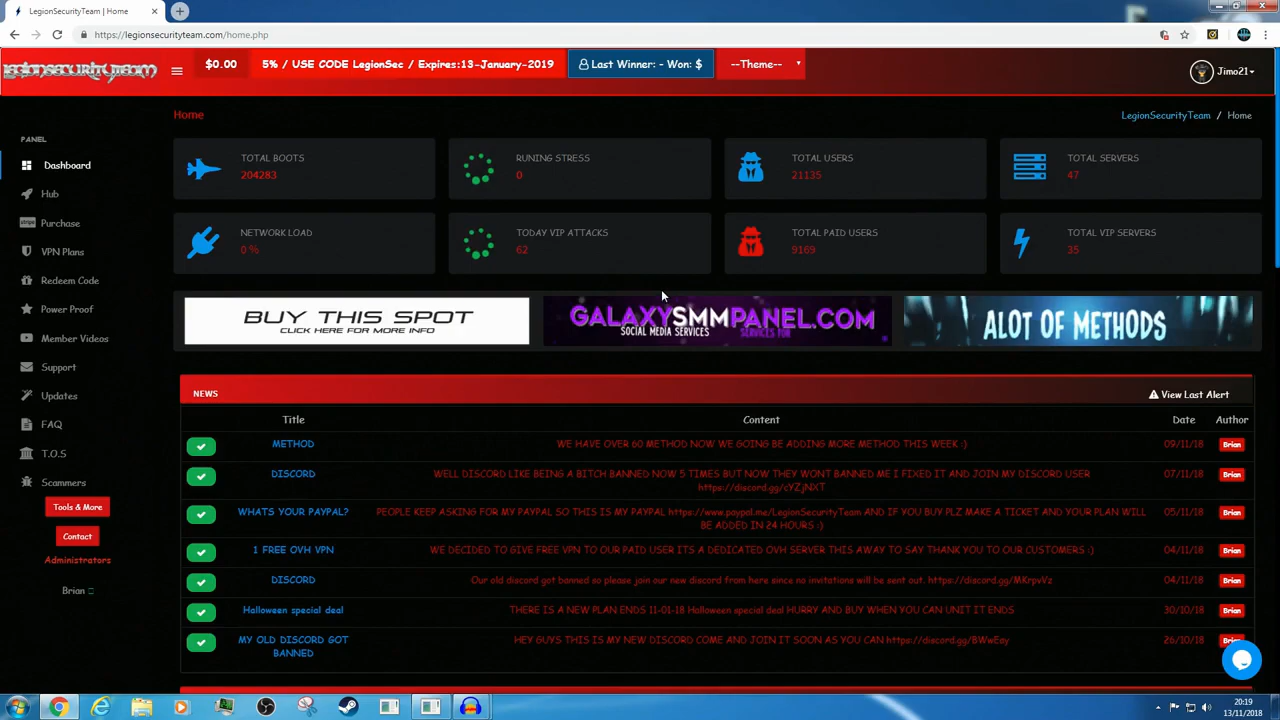 LegionSecurityTeam | Home
https://legionsecurityteam.com/home.php
LEGIONSECURITYTEAM
$0.00
5% / USE CODE LegionSec / Expires:13-January-2019
Last Winner: - Won: $
--Theme--
Jimo21
Home
LegionSecurityTeam / Home
PANEL
Dashboard
Hub
Purchase
VPN Plans
Redeem Code
Power Proof
Member Videos
Support
Updates
FAQ
T.O.S
Scammers
Tools & More
Contact
Administrators
Brian
TOTAL BOOTS
204283
RUNING STRESS
0
TOTAL USERS
21135
TOTAL SERVERS
47
NETWORK LOAD
0 %
TODAY VIP ATTACKS
62
TOTAL PAID USERS
9169
TOTAL VIP SERVERS
35
BUY THIS SPOT
CLICK HERE FOR MORE INFO
GALAXYSMMPANEL.COM
SOCIAL MEDIA SERVICES
ALOT OF METHODS
NEWS
View Last Alert
Title Content Date Author
METHOD WE HAVE OVER 60 METHOD NOW WE GOING BE ADDING MORE METHOD THIS WEEK :) 09/11/18 Brian
DISCORD WELL DISCORD LIKE BEING A BITCH BANNED NOW 5 TIMES BUT NOW THEY WONT BANNED ME I FIXED IT AND JOIN MY DISCORD USER 07/11/18 Brian
https://discord.gg/cYZjNXT
WHATS YOUR PAYPAL? PEOPLE KEEP ASKING FOR MY PAYPAL SO THIS IS MY PAYPAL https://www.paypal.me/LegionSecurityTeam AND IF YOU BUY PLZ MAKE A TICKET AND YOUR PLAN WILL 05/11/18 Brian
BE ADDED IN 24 HOURS :)
1 FREE OVH VPN WE DECIDED TO GIVE FREE VPN TO OUR PAID USER ITS A DEDICATED OVH SERVER THIS AWAY TO SAY THANK YOU TO OUR CUSTOMERS :) 04/11/18 Brian
DISCORD Our old discord got banned so please join our new discord from here since no invitations will be sent out. https://discord.gg/MKrpvVz 04/11/18 Brian
Halloween special deal THERE IS A NEW PLAN ENDS 11-01-18 Halloween special deal HURRY AND BUY WHEN YOU CAN UNIT IT ENDS 30/10/18 Brian
MY OLD DISCORD GOT HEY GUYS THIS IS MY NEW DISCORD COME AND JOIN IT SOON AS YOU CAN https://discord.gg/8WwEay 26/10/18 Brian
BANNED
20:19
13/11/2018